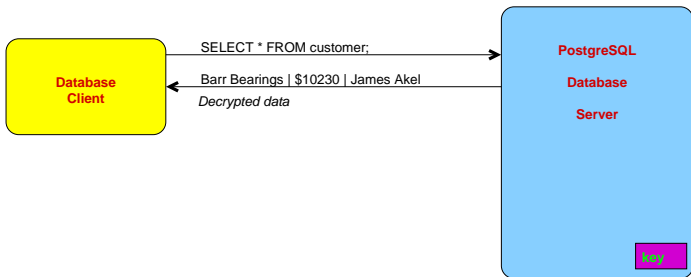 SELECT * FROM customer;
PostgreSQL
Database
Client
Barr Bearings | $10230 | James Akel
Database
Decrypted data
Server
key